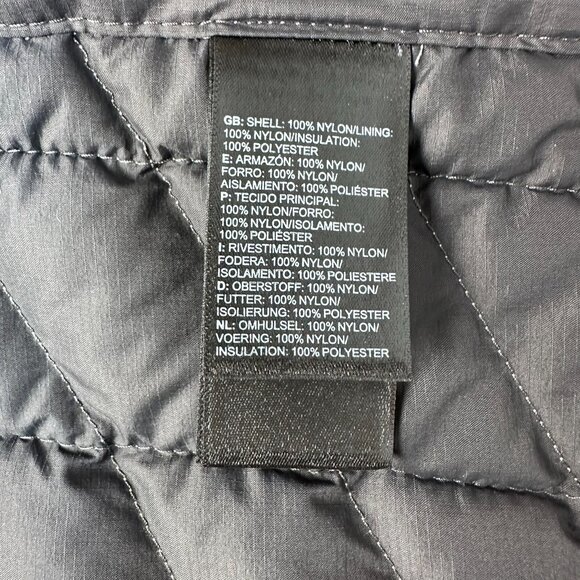 GB: SHELL: 100% NYLON/LINING:
100% NYLON/INSULATION:
100% POLYESTER
E: ARMAZÓN: 100% NYLON/
FORRO: 100% NYLON/
AISLAMIENTO: 100% POLIÉSTER
P: TECIDO PRINCIPAL:
100% NYLON/FORRO:
100% NYLON/ISOLAMENTO:
100% POLIÉSTER
I: RIVESTIMENTO: 100% NYLON/
FODERA: 100% NYLON/
ISOLAMENTO: 100% POLIESTERE
D: OBERSTOFF: 100% NYLON/
FUTTER: 100% NYLON/
ISOLIERUNG: 100% POLYESTER
NL: OMHULSEL: 100% NYLON/
VOERING: 100% NYLON/
INSULATION: 100% POLYESTER